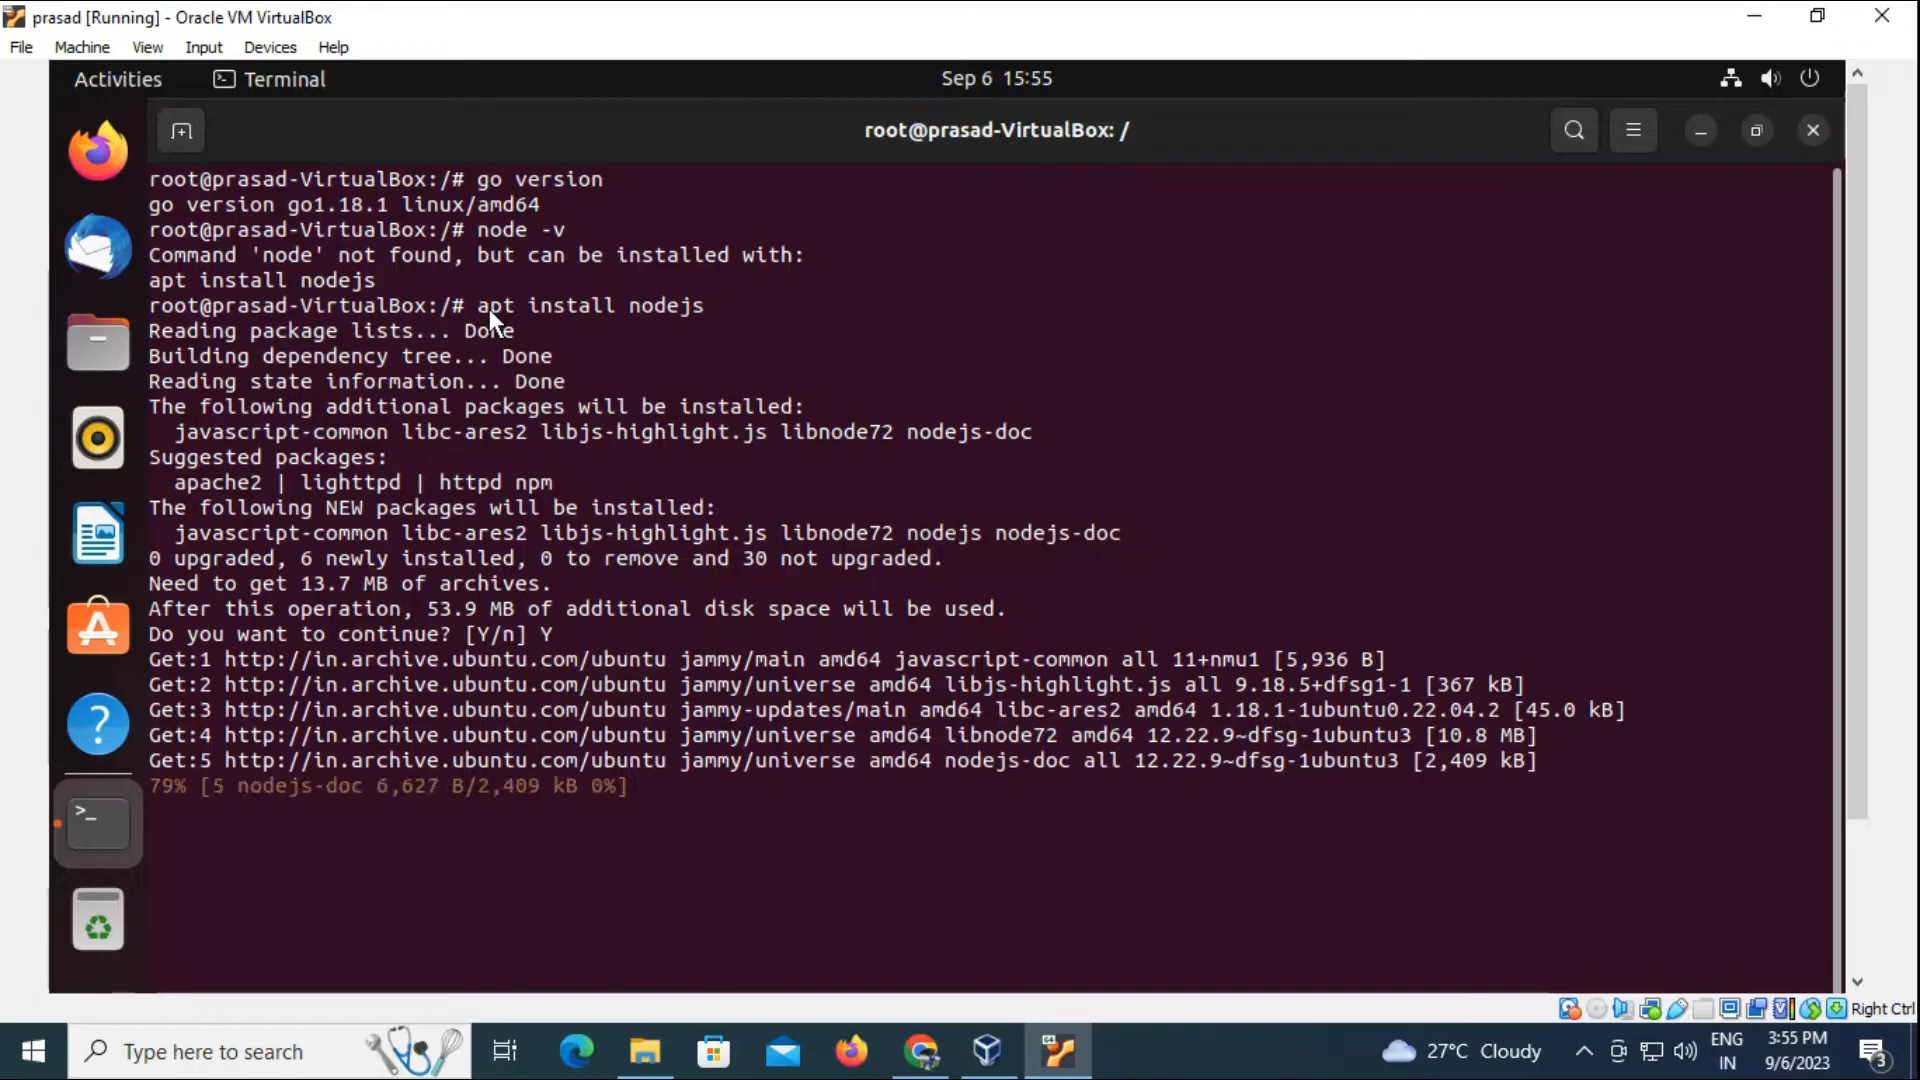 prasad [Running] - Oracle VM VirtualBox
File Machine View Input Devices Help
Activities Terminal Sep 6 15:55
root@prasad-VirtualBox: /
root@prasad-VirtualBox:/# go version
go version go1.18.1 linux/amd64
root@prasad-VirtualBox:/# node -v
Command 'node' not found, but can be installed with:
apt install nodejs
root@prasad-VirtualBox:/# apt install nodejs
Reading package lists... Done
Building dependency tree... Done
Reading state information... Done
The following additional packages will be installed:
  javascript-common libc-ares2 libjs-highlight.js libnode72 nodejs-doc
Suggested packages:
  apache2 | lighttpd | httpd npm
The following NEW packages will be installed:
  javascript-common libc-ares2 libjs-highlight.js libnode72 nodejs nodejs-doc
0 upgraded, 6 newly installed, 0 to remove and 30 not upgraded.
Need to get 13.7 MB of archives.
After this operation, 53.9 MB of additional disk space will be used.
Do you want to continue? [Y/n] Y
Get:1 http://in.archive.ubuntu.com/ubuntu jammy/main amd64 javascript-common all 11+nmu1 [5,936 B]
Get:2 http://in.archive.ubuntu.com/ubuntu jammy/universe amd64 libjs-highlight.js all 9.18.5+dfsg1-1 [367 kB]
Get:3 http://in.archive.ubuntu.com/ubuntu jammy-updates/main amd64 libc-ares2 amd64 1.18.1-1ubuntu0.22.04.2 [45.0 kB]
Get:4 http://in.archive.ubuntu.com/ubuntu jammy/universe amd64 libnode72 amd64 12.22.9~dfsg-1ubuntu3 [10.8 MB]
Get:5 http://in.archive.ubuntu.com/ubuntu jammy/universe amd64 nodejs-doc all 12.22.9~dfsg-1ubuntu3 [2,409 kB]
79% [5 nodejs-doc 6,627 B/2,409 kB 0%]
Right Ctrl
Type here to search
27°C Cloudy
ENG
IN
3:55 PM
9/6/2023
3